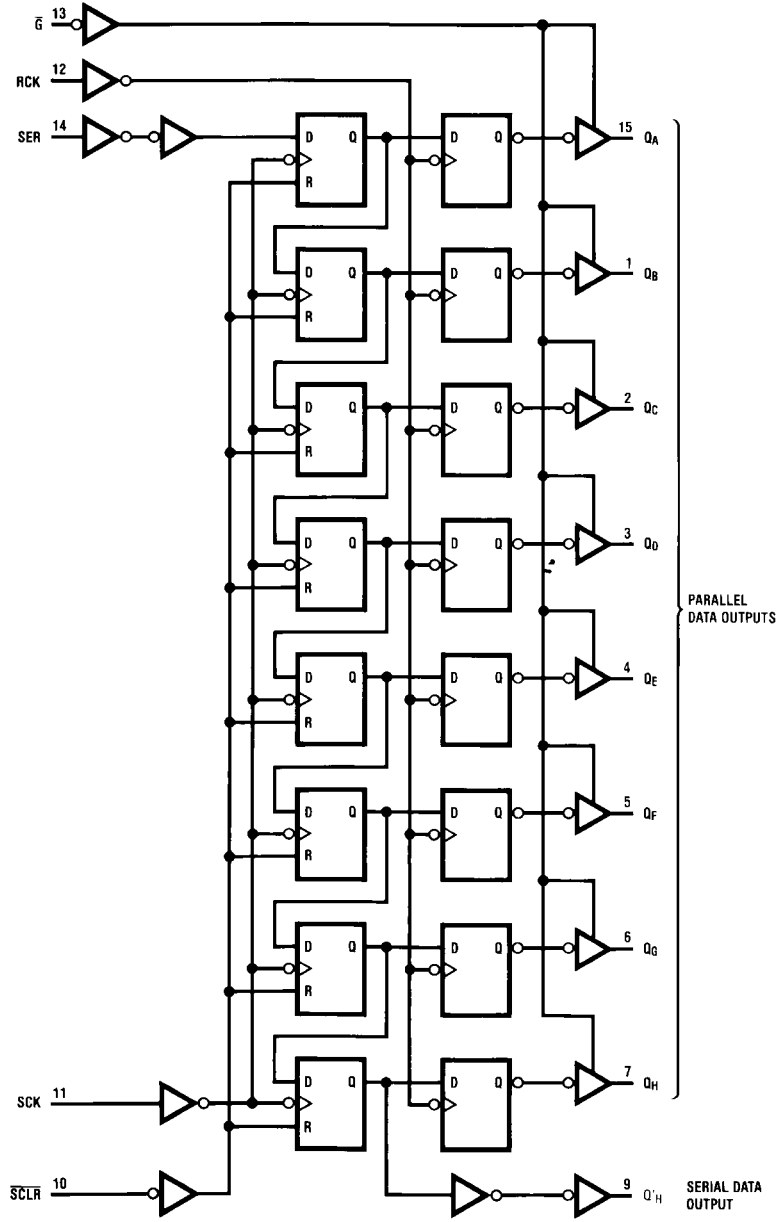 G 13
RCK 12
SER 14
D Q D Q 15 QA
R
D Q D Q 1 QB
R
D Q D Q 2 QC
R
D Q D Q 3 QD
R
PARALLEL
DATA OUTPUTS
D Q D Q 4 QE
R
D Q D Q 5 QF
R
D Q D Q 6 QG
R
D Q D Q 7 QH
SCK 11
R
SCLR 10
9 Q'H SERIAL DATA
OUTPUT